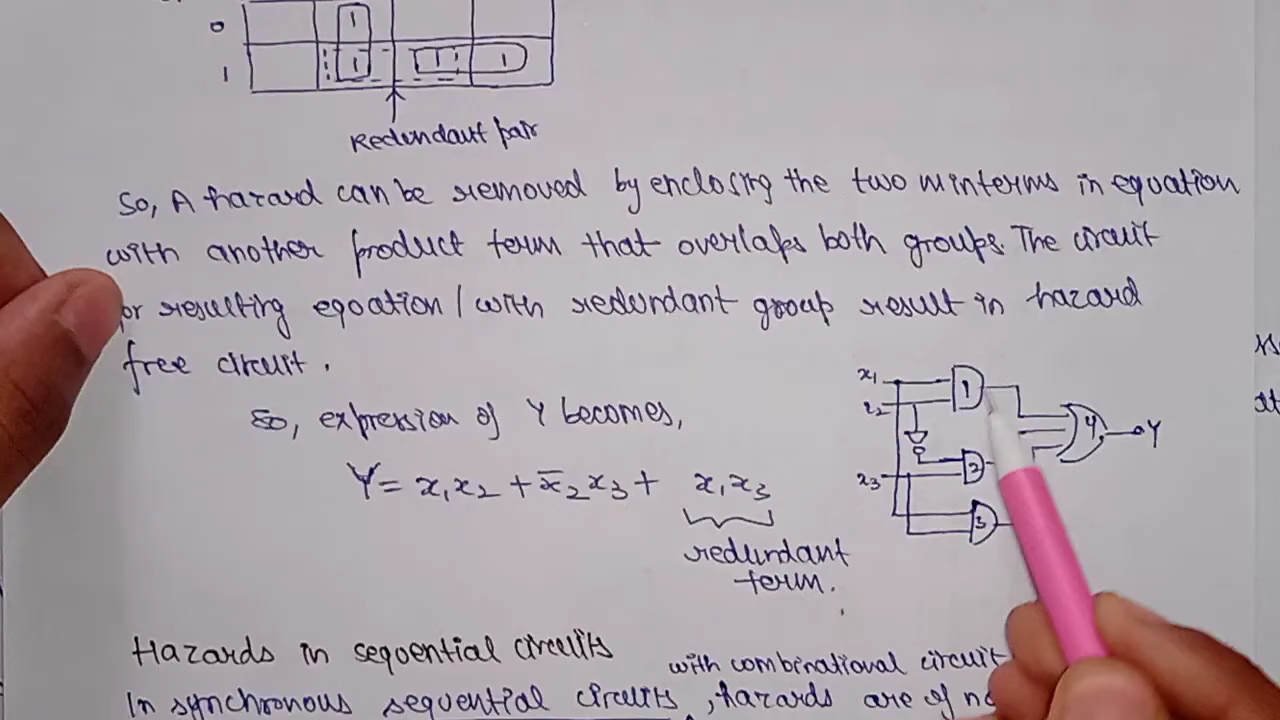 0 1
1 1 1 1
Redundant pair
So, A hazard can be removed by enclosing the two minterms in equation
with another product term that overlaps both groups. The circuit
for resulting equation / with redundant group result in hazard
free circuit.
So, expression of Y becomes,
Y = x₁x₂ + x̄₂x₃ + x₁x₃
redundant
term.
x₁ 1
x₂ 4 Y
2
x₃
3
Hazards in sequential circuits with combinational circuit
In synchronous sequential circuits, hazards are of